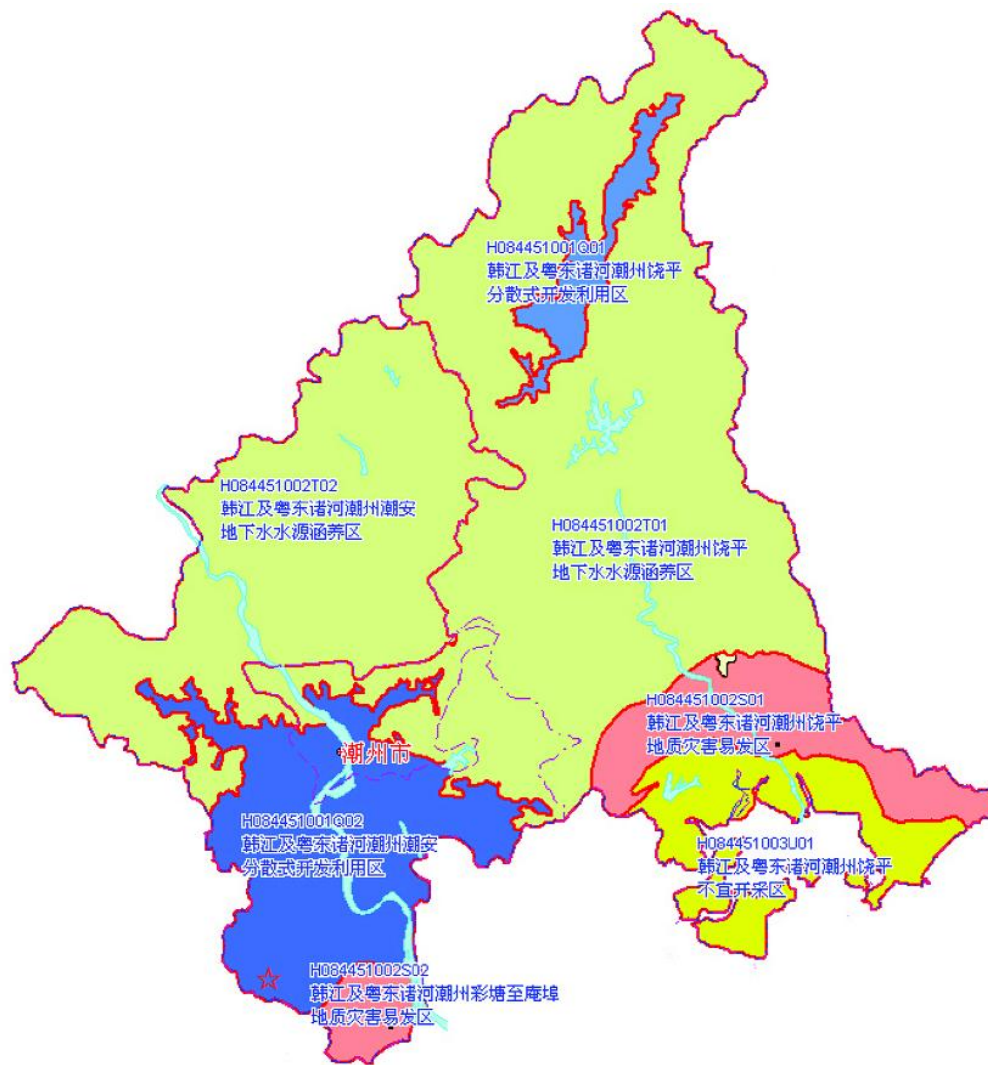 H084451001Q01
韩江及粤东诸河潮州饶平
分散式开发利用区
H084451002T02
韩江及粤东诸河潮州潮安
地下水水源涵养区
H084451002T01
韩江及粤东诸河潮州饶平
地下水水源涵养区
H084451002S01
韩江及粤东诸河潮州饶平
地质灾害易发区
潮州市
H084451001Q02
韩江及粤东诸河潮州潮安
分散式开发利用区
H084451003U01
韩江及粤东诸河潮州饶平
不宜开采区
H084451002S02
韩江及粤东诸河潮州彩塘至庵埠
地质灾害易发区